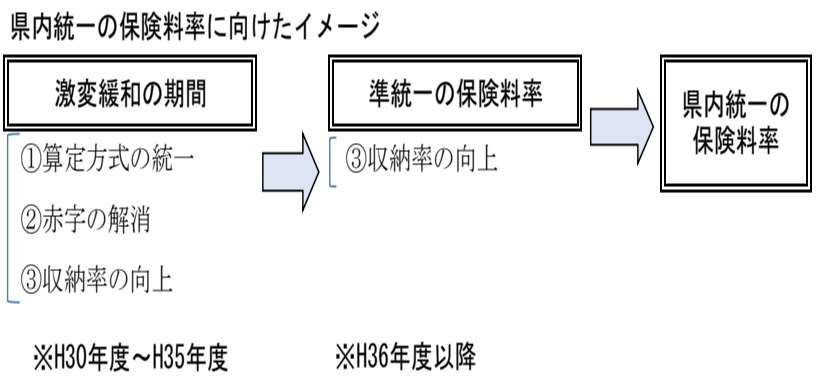 県内統一の保険料率に向けたイメージ
激変緩和の期間
①算定方式の統一
②赤字の解消
③収納率の向上
※H30年度～H35年度
準統一の保険料率
③収納率の向上
※H36年度以降
県内統一の
保険料率